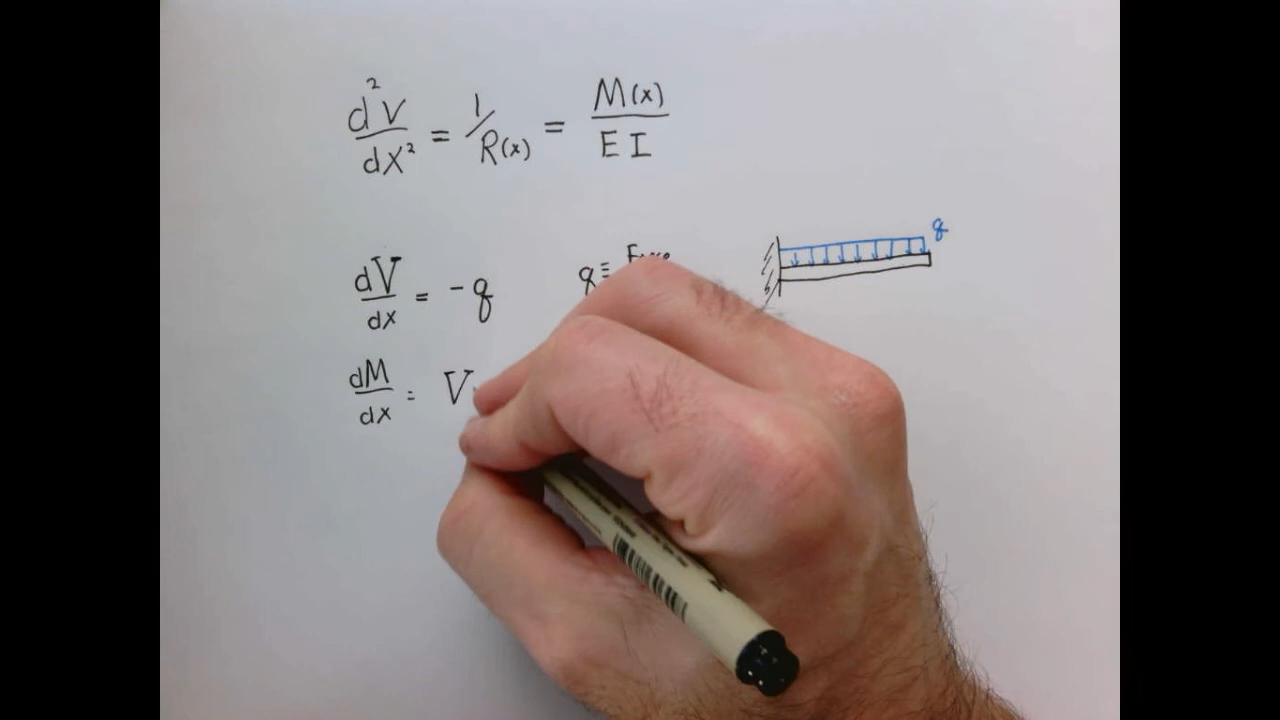 d²v/dx² = 1/R(x) = M(x)/EI
q
dV/dx = -q q ≡
dM/dx = V